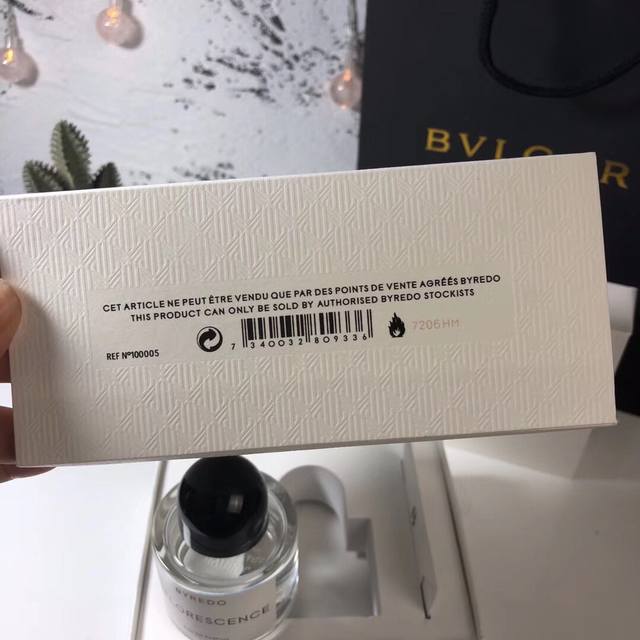 BVLGAR
CET ARTICLE NE PEUT ÊTRE VENDU QUE PAR DES POINTS DE VENTE AGRÉÉS BYREDO
THIS PRODUCT CAN ONLY BE SOLD BY AUTHORISED BYREDO STOCKISTS
REF Nº100005
7 340032 809336
7206HM
BYREDO
LORESCENCE